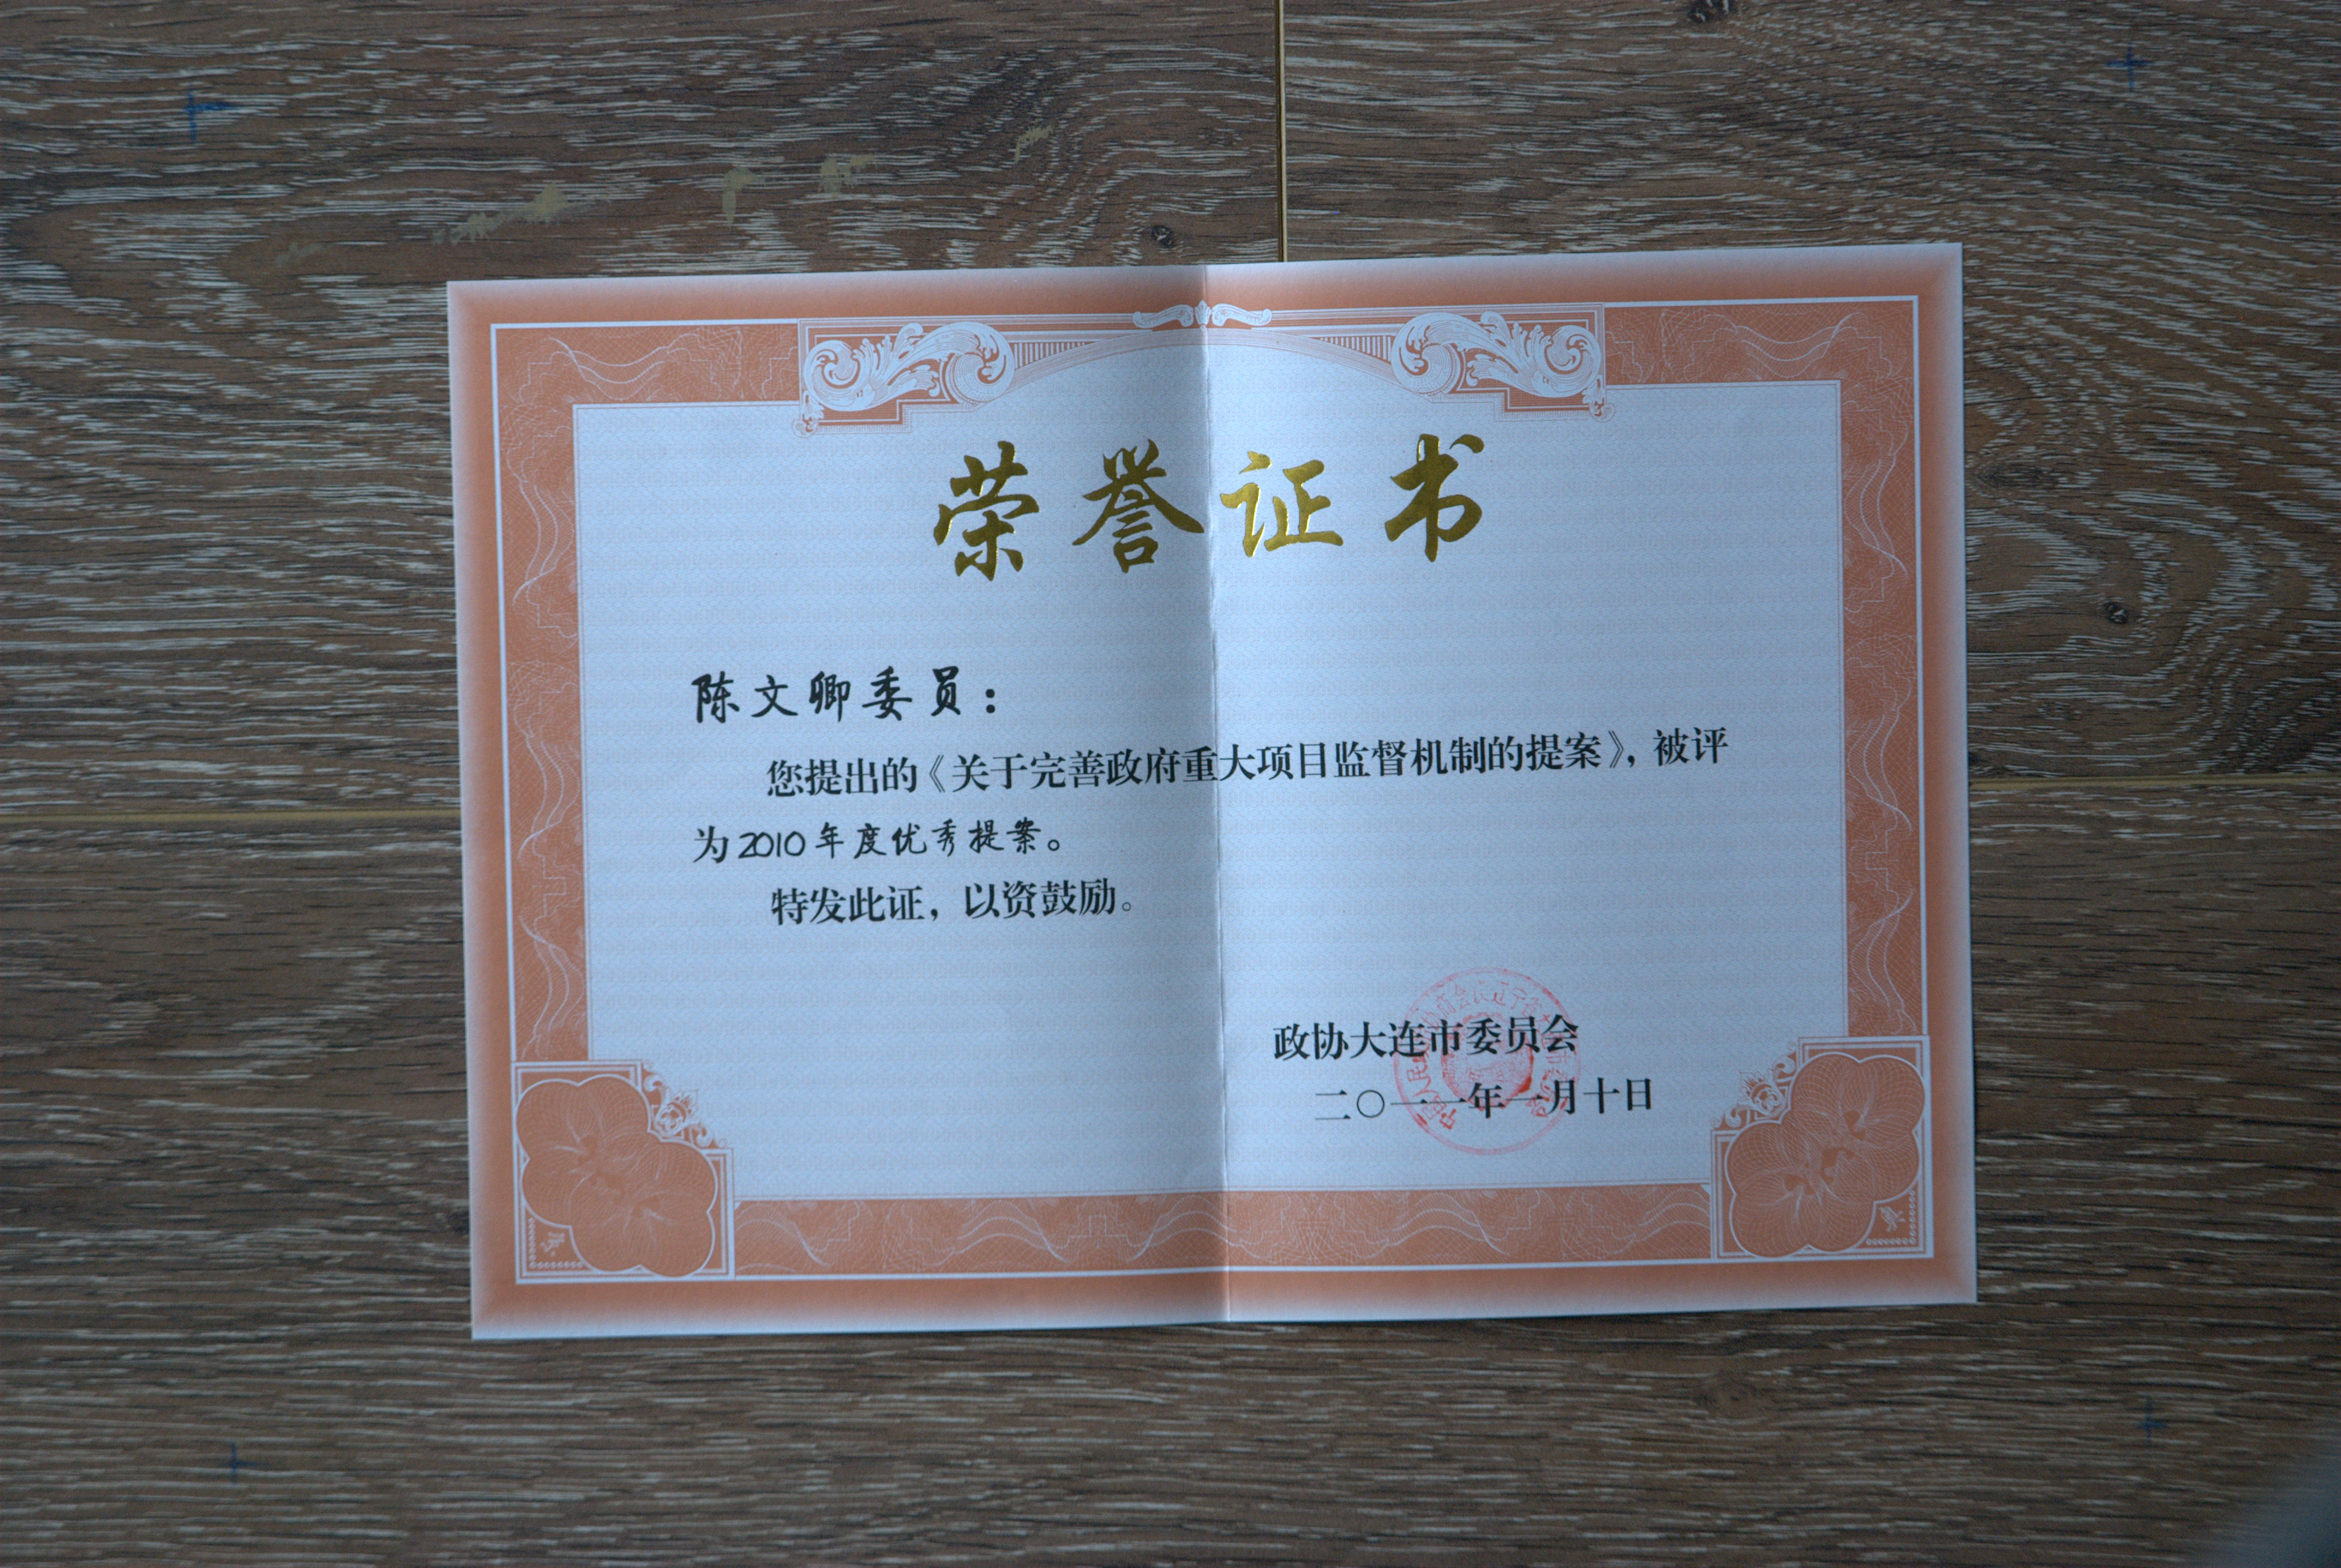 荣誉证书
陈文卿委员：
您提出的《关于完善政府重大项目监督机制的提案》，被评
为2010年度优秀提案。
特发此证，以资鼓励。
政协大连市委员会
二〇一一年一月十日